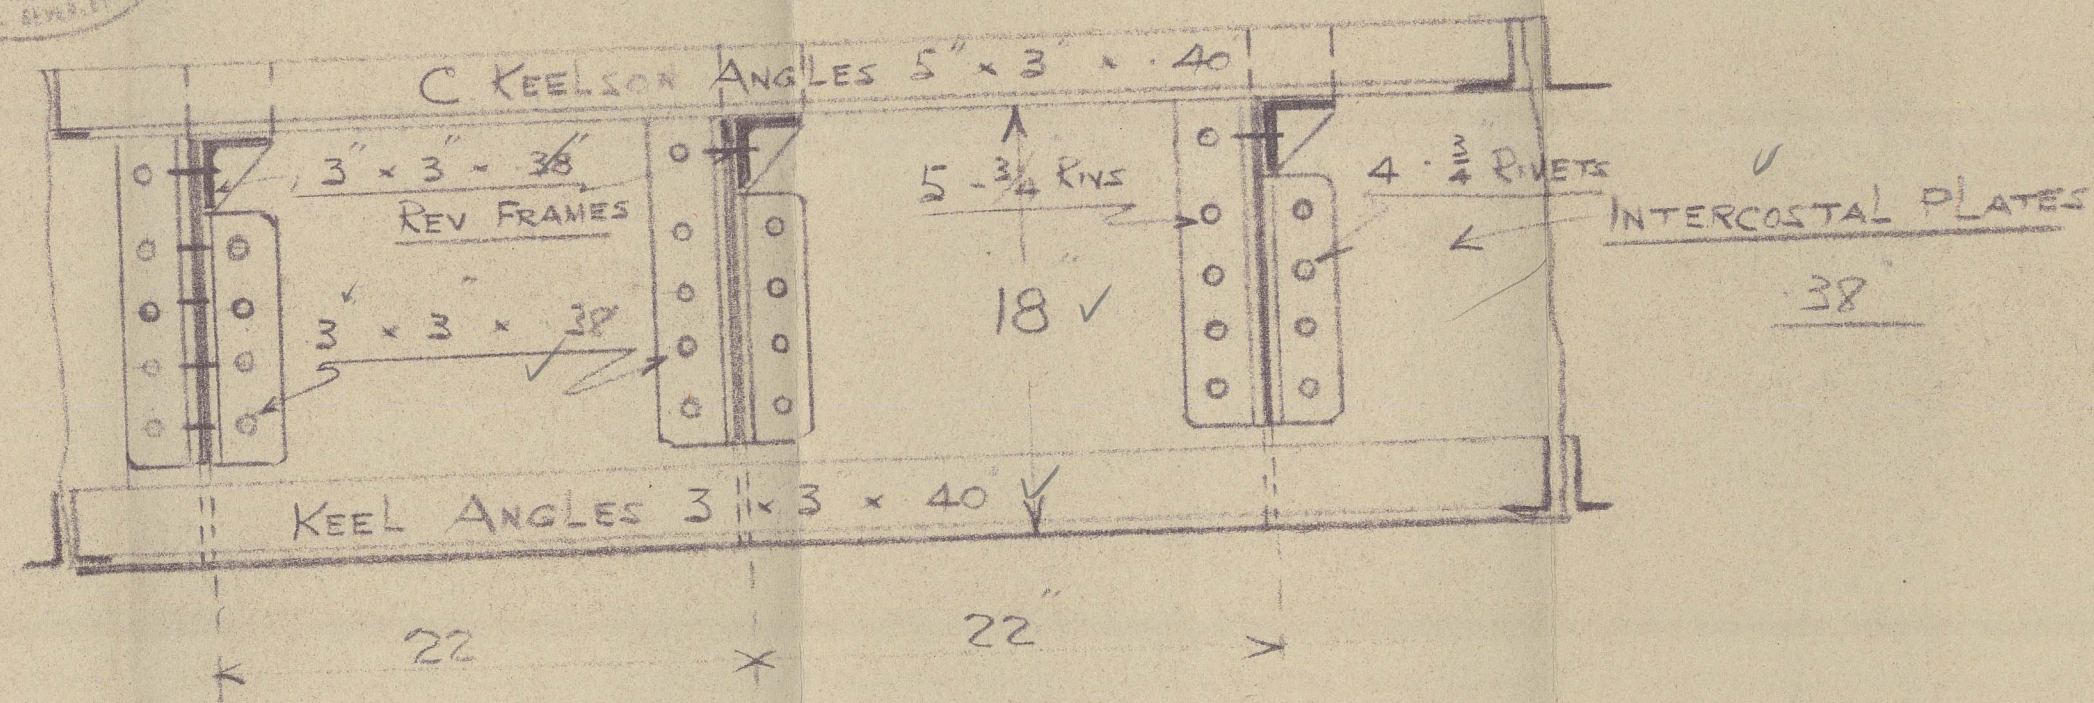 C KEELSON ANGLES 5" × 3" × .40
3" × 3" × .38"
REV FRAMES
5 - 3/4 RIVS
4 - 3/4 RIVETS
INTERCOSTAL PLATES
.38"
3" × 3" × .38"
18"
KEEL ANGLES 3" × 3 × .40"
22
22"